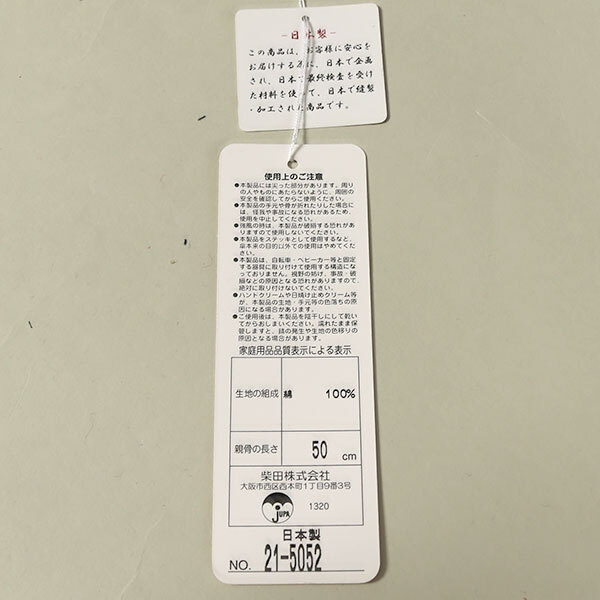 -日本製-
この商品は、お客様に安心を
お届けする為に、日本で企画
され、日本で最終検査を受け
た材料を使って、日本で縫製
・加工された商品です。
使用上のご注意
●本製品には尖った部分があります。周り
の人やものにあたらないように、周囲の
安全を確認してからご使用ください。
●本製品の手元や骨が折れたりした場合に
は、怪我や事故になる恐れがあるため、
使用を中止してください。
●強風の時は、本製品が破損する恐れがあ
りますので使用しないでください。
●本製品をステッキとして使用するなど、
傘本来の目的以外での使用はやめてくだ
さい。
●本製品は、自転車・ベビーカー等と固定
する器具に取り付けて使用する構造にな
っておりません。視野の妨げ、事故・破
損などの原因となる恐れがありますので、
絶対に取り付けないでください。
●ハンドクリームや日焼け止めクリーム等
が、本製品の生地・手元等の色落ちの原
因になる場合があります。
●ご使用後は、本製品を陰干しにして乾い
てからおしまいください。濡れたまま保
管しますと、錆の発生や生地の色移りの
原因となる場合があります。
家庭用品品質表示による表示
生地の組成 綿 100%
親骨の長さ 50 cm
柴田株式会社
大阪市西区西本町1丁目9番3号
JUPA 1320
日本製
NO. 21-5052